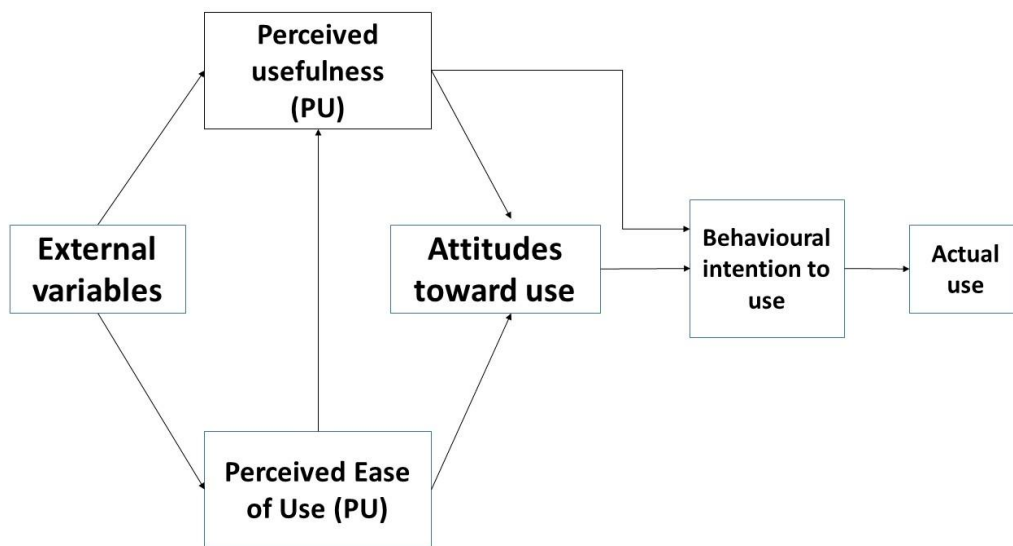 Perceived
usefulness
(PU)
External
variables
Attitudes
toward use
Behavioural
intention to
use
Actual
use
Perceived Ease
of Use (PU)